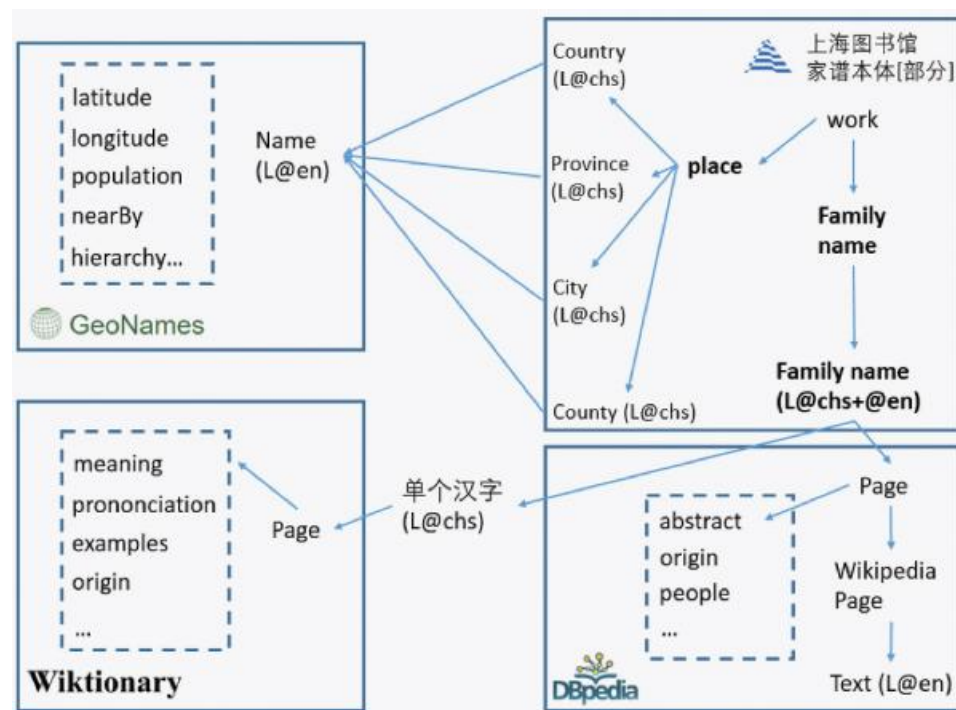 latitude
longitude
population
nearBy
hierarchy...
Name
(L@en)
GeoNames
Country
(L@chs)
Province
(L@chs)
City
(L@chs)
County (L@chs)
place
上海图书馆
家谱本体[部分]
work
Family
name
Family name
(L@chs+@en)
meaning
prononciation
examples
origin
...
Page
Wiktionary
单个汉字
(L@chs)
abstract
origin
people
...
Page
Wikipedia
Page
Text (L@en)
DBpedia